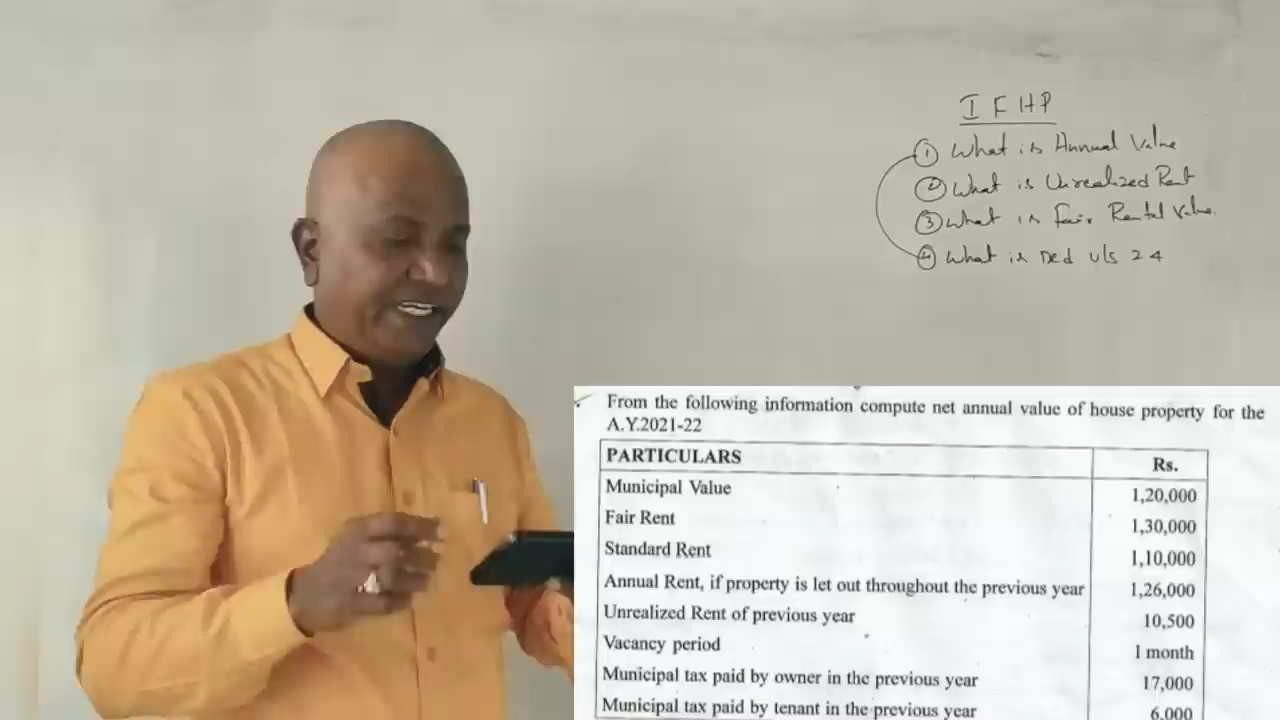 I F H P
① What is Annual Value
② What is Unrealized Rent
③ What is Fair Rental Value
④ What is Ded u/s 24
From the following information compute net annual value of house property for the
A.Y.2021-22
PARTICULARS Rs.
Municipal Value 1,20,000
Fair Rent 1,30,000
Standard Rent 1,10,000
Annual Rent, if property is let out throughout the previous year 1,26,000
Unrealized Rent of previous year 10,500
Vacancy period 1 month
Municipal tax paid by owner in the previous year 17,000
Municipal tax paid by tenant in the previous year 6,000